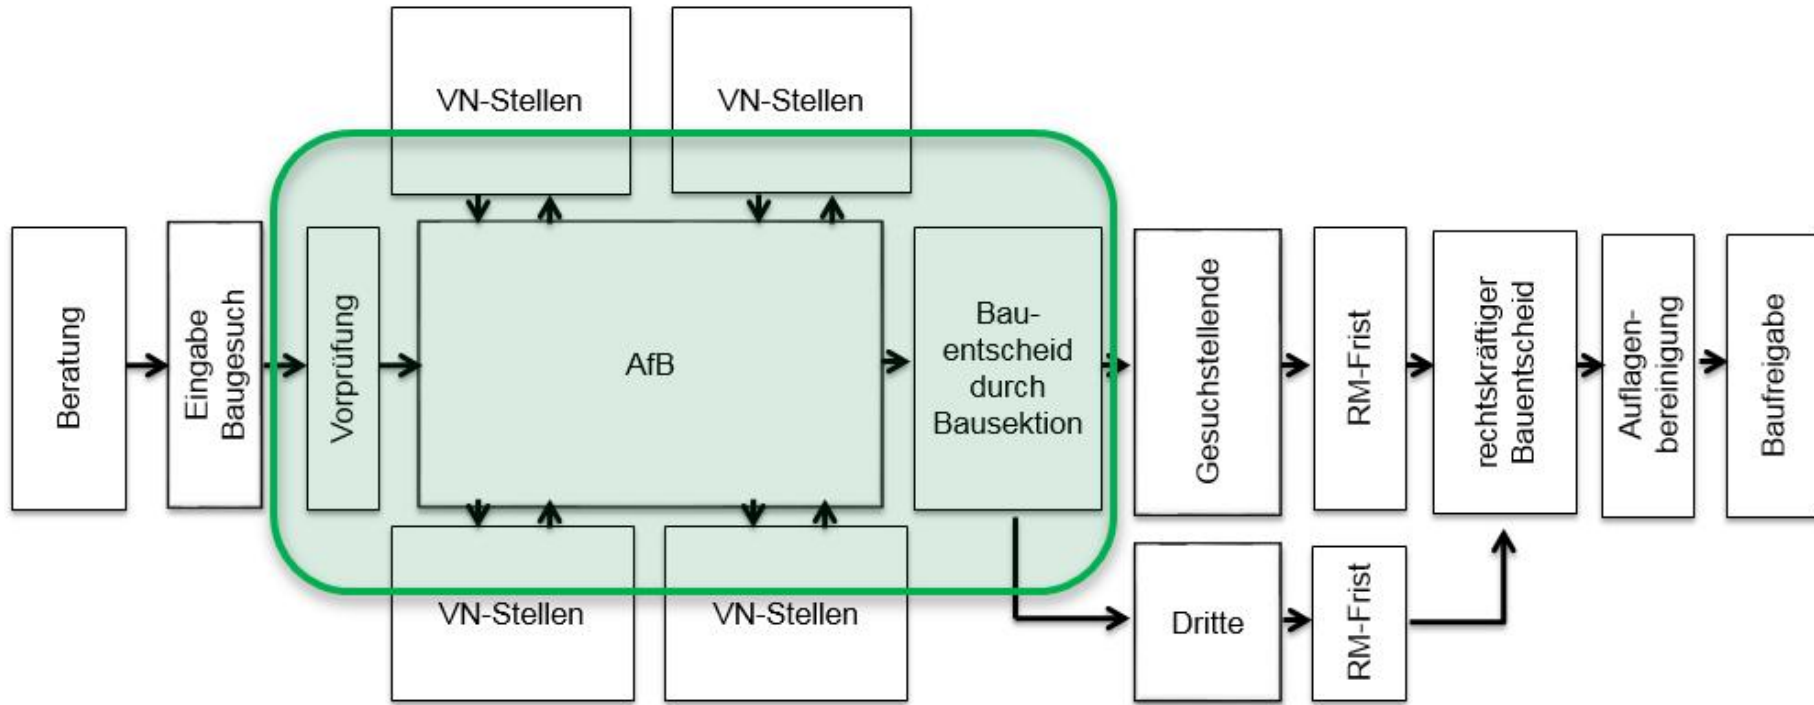 VN-Stellen
VN-Stellen
Beratung
Eingabe
Baugesuch
Vorprüfung
AfB
Bau-
entscheid
durch
Bausektion
Gesuchstellende
RM-Frist
rechtskräftiger
Bauentscheid
Auflagen-
bereinigung
Baufreigabe
VN-Stellen
VN-Stellen
Dritte
RM-Frist